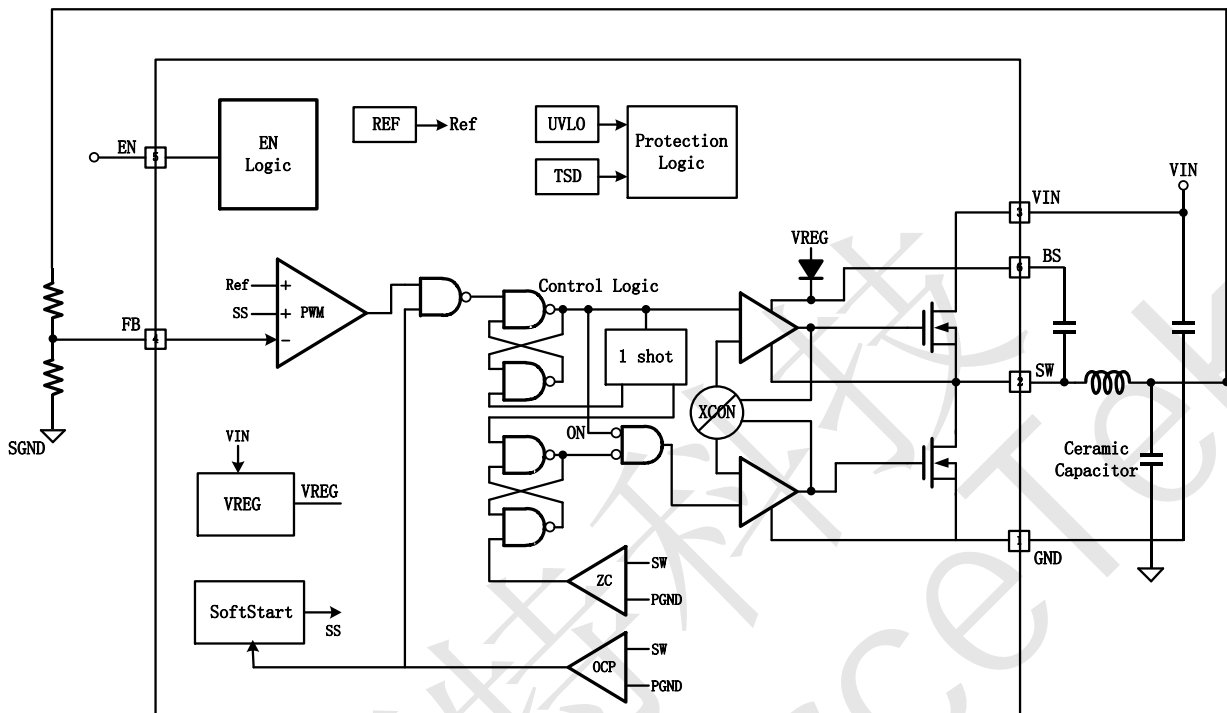 EN
5
EN
Logic
REF
Ref
UVLO
TSD
Protection
Logic
VIN
VIN
3
VREG
BS
6
Ref
SS
+
+
-
PWM
Control Logic
FB
4
1 shot
SW
2
XCON
ON
SGND
VIN
VREG
VREG
Ceramic
Capacitor
1
GND
ZC
SW
PGND
SoftStart
SS
OCP
SW
PGND